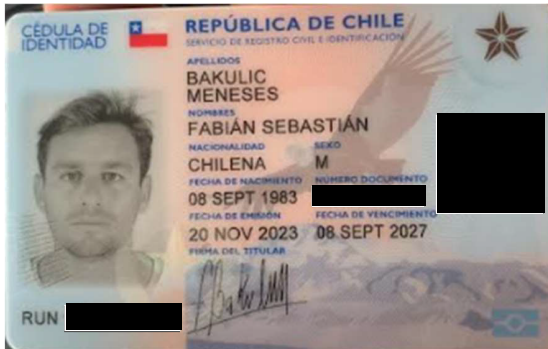 CÉDULA DE
IDENTIDAD
REPÚBLICA DE CHILE
SERVICIO DE REGISTRO CIVIL E IDENTIFICACIÓN
APELLIDOS
BAKULIC
MENESES
NOMBRES
FABIÁN SEBASTIÁN
NACIONALIDAD SEXO
CHILENA M
FECHA DE NACIMIENTO NÚMERO DOCUMENTO
08 SEPT 1983
FECHA DE EMISIÓN FECHA DE VENCIMIENTO
20 NOV 2023 08 SEPT 2027
FIRMA DEL TITULAR
RUN